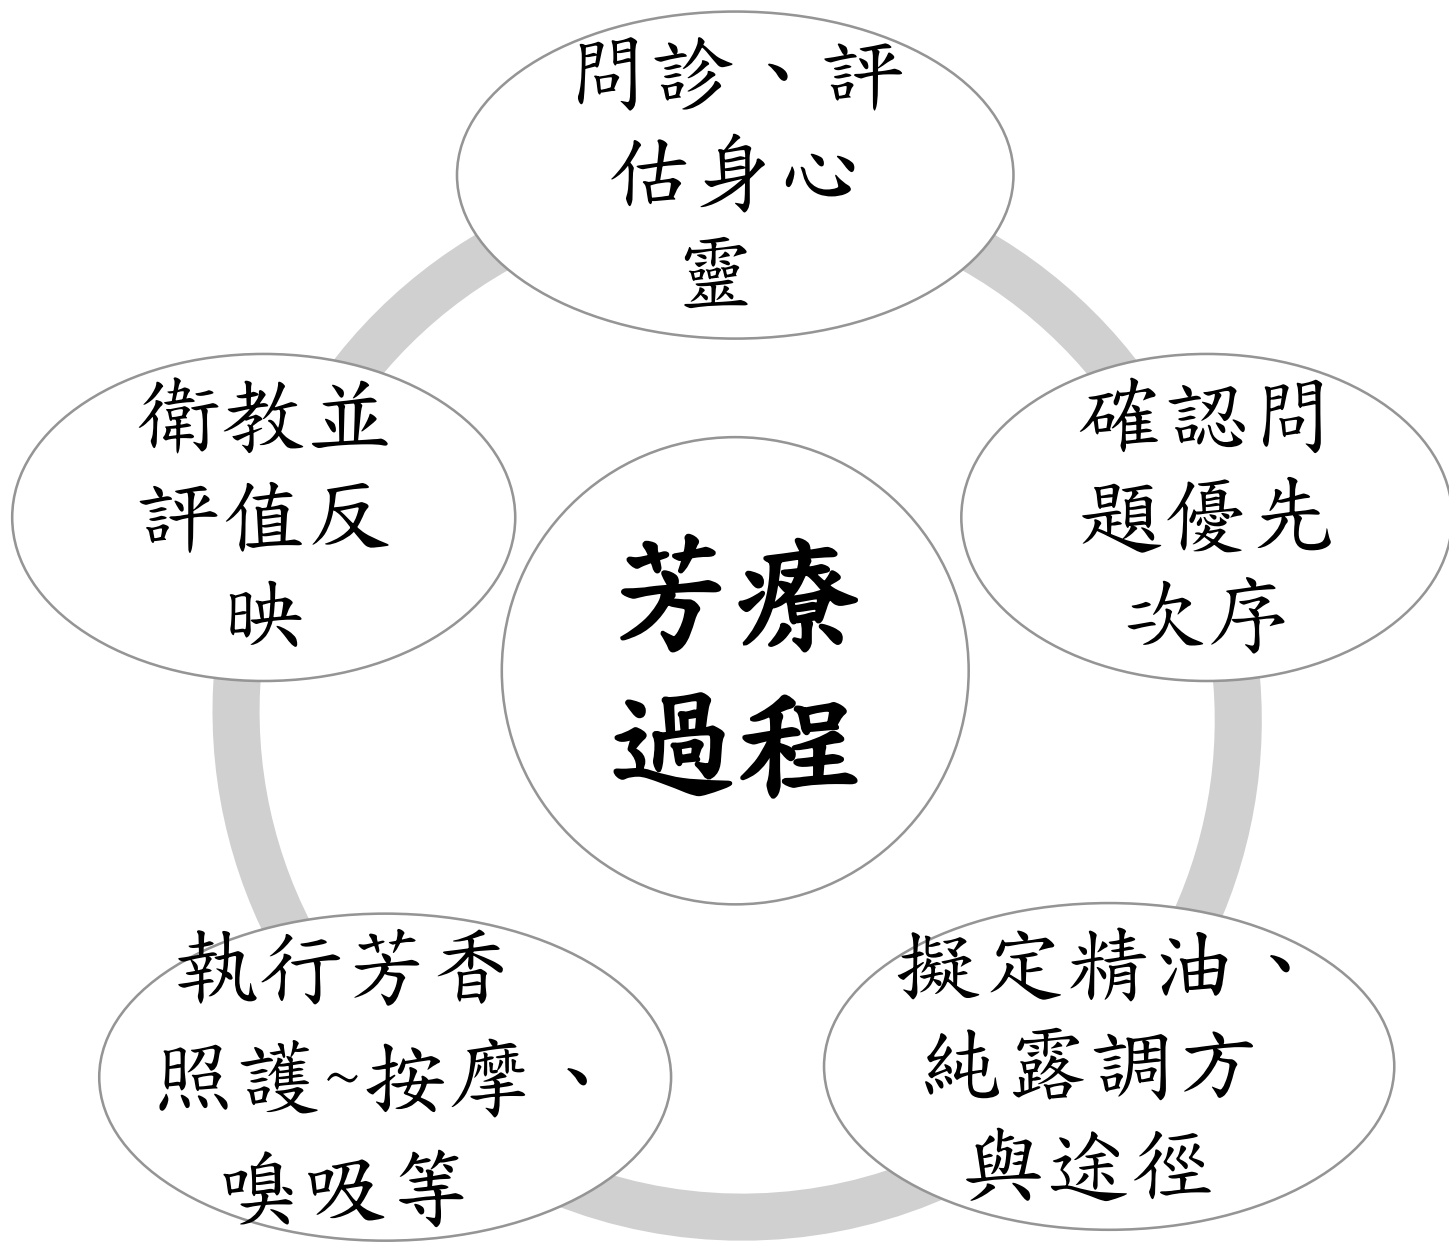 問診、評
估身心
靈
確認問
題優先
次序
擬定精油、
純露調方
與途徑
執行芳香
照護~按摩、
嗅吸等
衛教並
評值反
映
芳療
過程